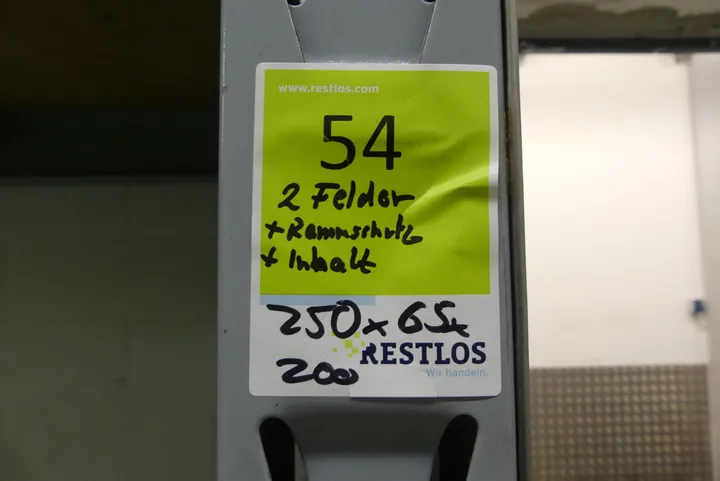 www.restlos.com
54
2 Felder
+ Rammschutz
+ Inhalt
250 x 65 x
200
RESTLOS
Wir handeln.